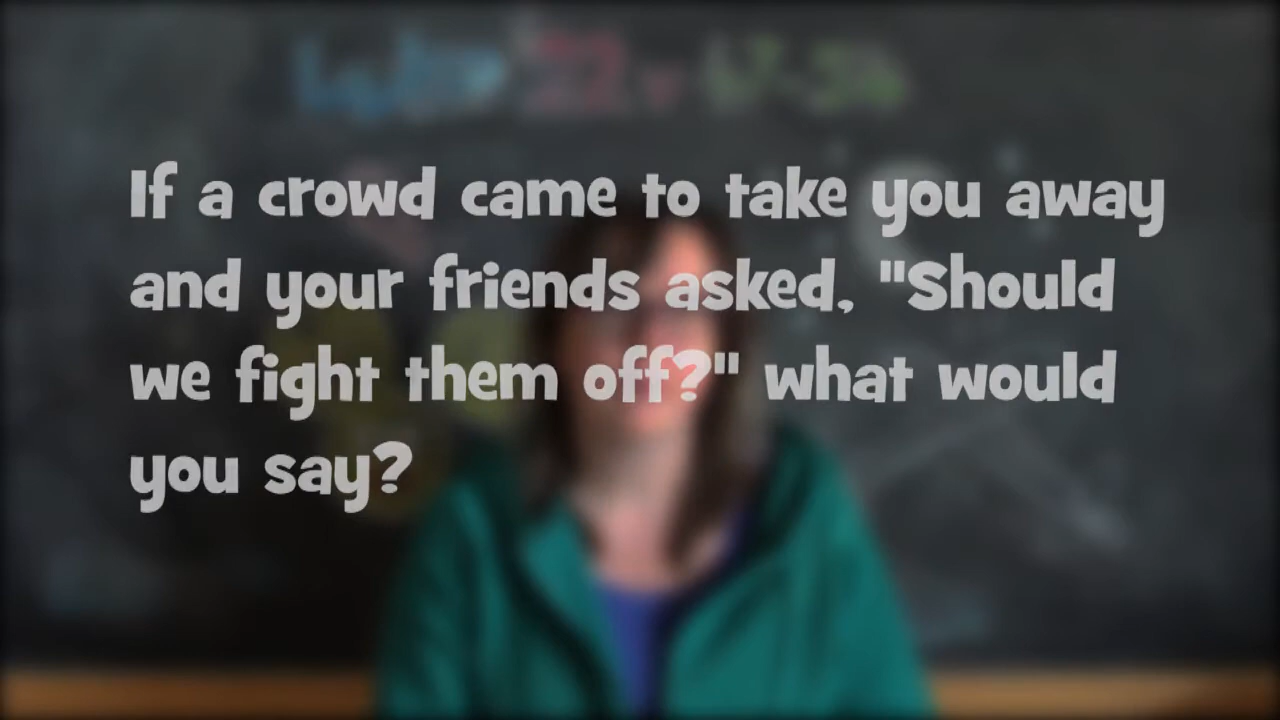 If a crowd came to take you away
and your friends asked, "Should
we fight them off?" what would
you say?